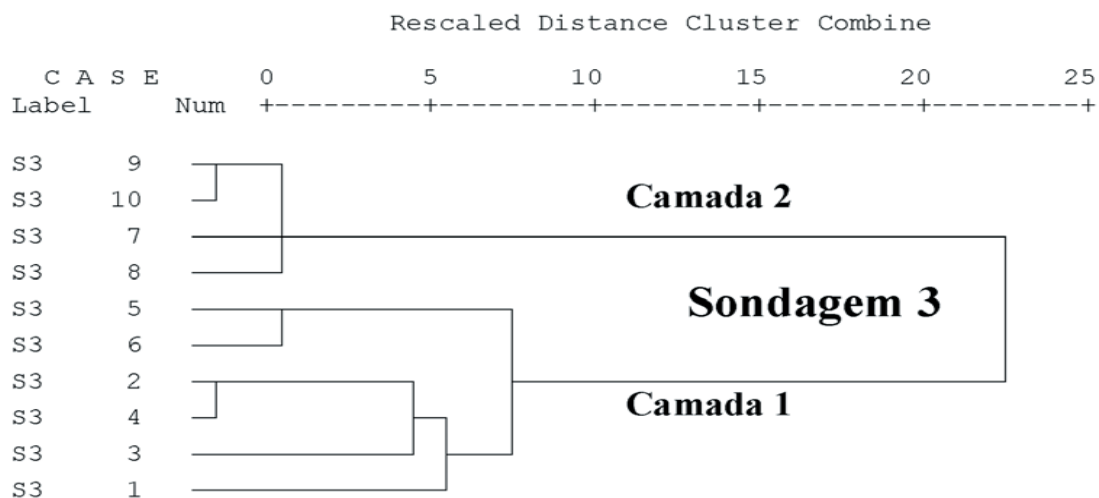 Rescaled Distance Cluster Combine
C A S E 0 5 10 15 20 25
Label Num +---------+---------+---------+---------+---------+
S3 9
S3 10
Camada 2
S3 7
S3 8
S3 5
Sondagem 3
S3 6
S3 2
Camada 1
S3 4
S3 3
S3 1